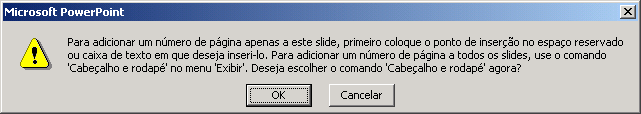 Microsoft PowerPoint
Para adicionar um número de página apenas a este slide, primeiro coloque o ponto de inserção no espaço reservado
ou caixa de texto em que deseja inseri-lo. Para adicionar um número de página a todos os slides, use o comando
'Cabeçalho e rodapé' no menu 'Exibir'. Deseja escolher o comando 'Cabeçalho e rodapé' agora?
OK
Cancelar